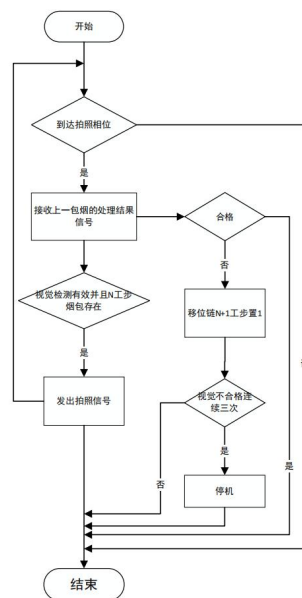 开始
到达拍照相位
是
接收上一包烟的处理结果
信号
合格
否
视觉检测有效并且N工步
烟包存在
移位链N+1工步置1
是
发出拍照信号
视觉不合格连
续三次
是
否
是
停机
结束